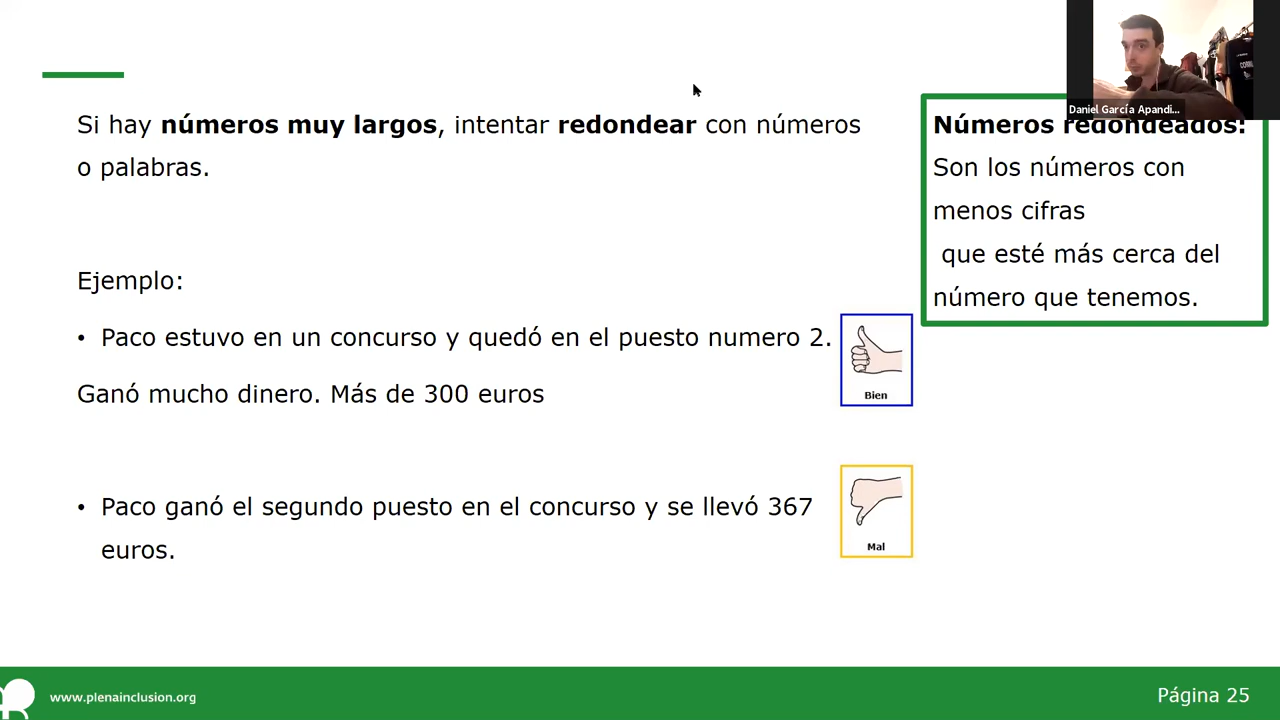 Daniel García Apandi...
Si hay números muy largos, intentar redondear con números
o palabras.
Números redondeados:
Son los números con
menos cifras
que esté más cerca del
número que tenemos.
Ejemplo:
• Paco estuvo en un concurso y quedó en el puesto numero 2.
Ganó mucho dinero. Más de 300 euros
Bien
• Paco ganó el segundo puesto en el concurso y se llevó 367
euros.
Mal
www.plenainclusion.org
Página 25